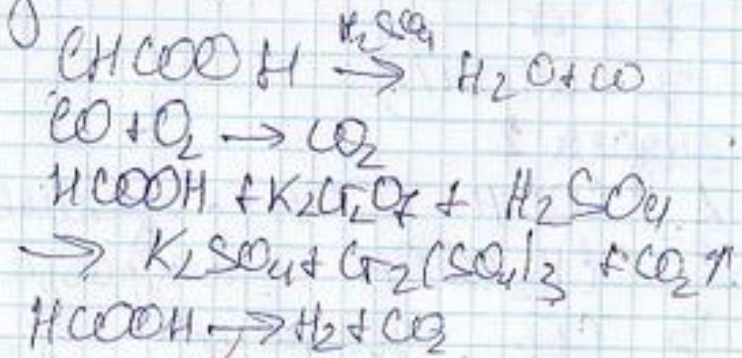 1)
H₂SO₄
CHCOOH → H₂O + CO
CO + O₂ → CO₂
HCOOH + K₂Cr₂O₇ + H₂SO₄
→ K₂SO₄ + Cr₂(SO₄)₃ + CO₂↑
HCOOH → H₂ + CO₂